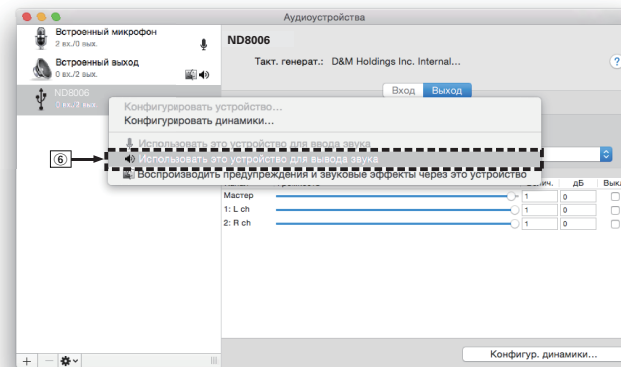 Аудиоустройства
Встроенный микрофон
2 вх./0 вых.
Встроенный выход
0 вх./2 вых.
ND8006
0 вх./2 вых.
ND8006
Такт. генерат.: D&M Holdings Inc. Internal...
?
Вход Выход
Конфигурировать устройство...
Конфигурировать динамики...
Использовать это устройство для ввода звука
⑥ Использовать это устройство для вывода звука
Воспроизводить предупреждения и звуковые эффекты через это устройство
дБ Выкл
Мастер 1 0
1: L ch 1 0
2: R ch 1 0
+ −
Конфигур. динамики...